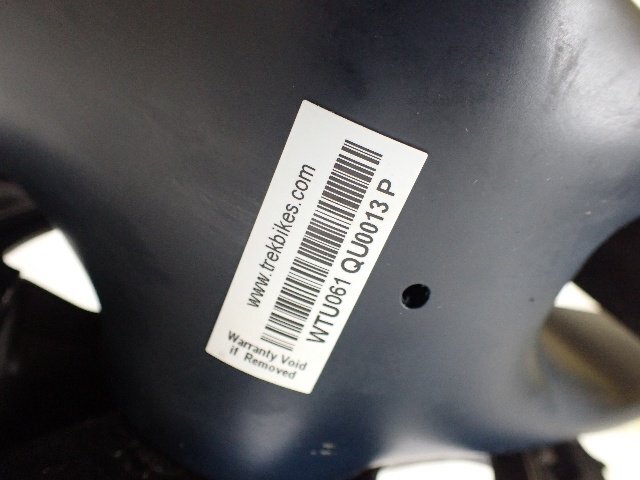 www.trekbikes.com
WTU061 QU0013 P
Warranty Void
if Removed